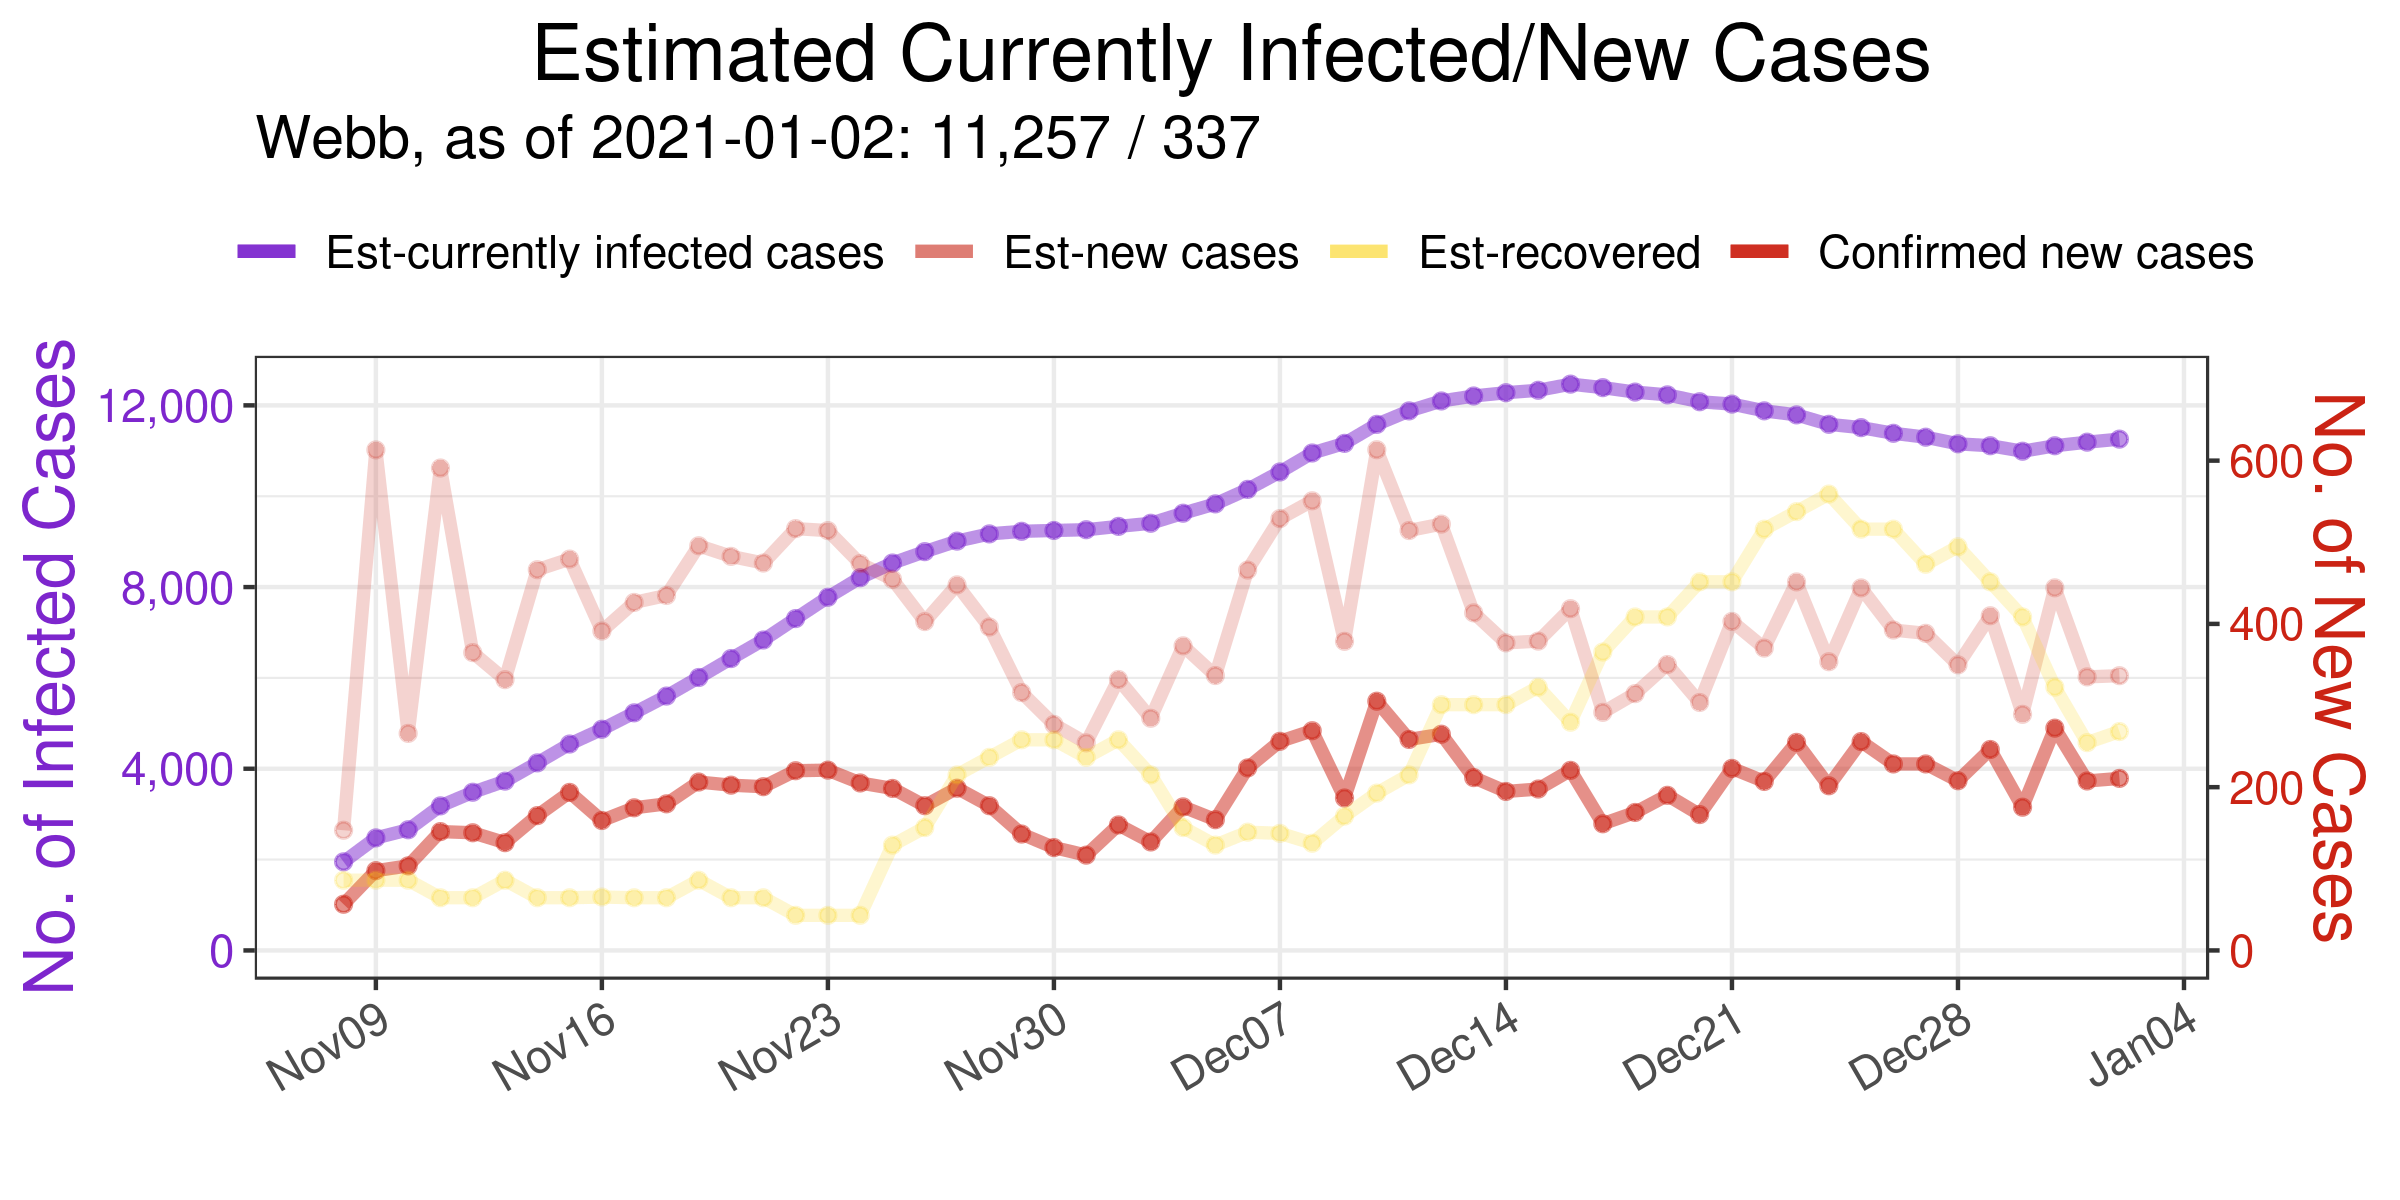 Estimated Currently Infected/New Cases
Webb, as of 2021-01-02: 11,257 / 337
Est-currently infected cases Est-new cases Est-recovered Confirmed new cases
No. of Infected Cases
12,000
8,000
4,000
0
600
400
200
0
No. of New Cases
Nov09 Nov16 Nov23 Nov30 Dec07 Dec14 Dec21 Dec28 Jan04